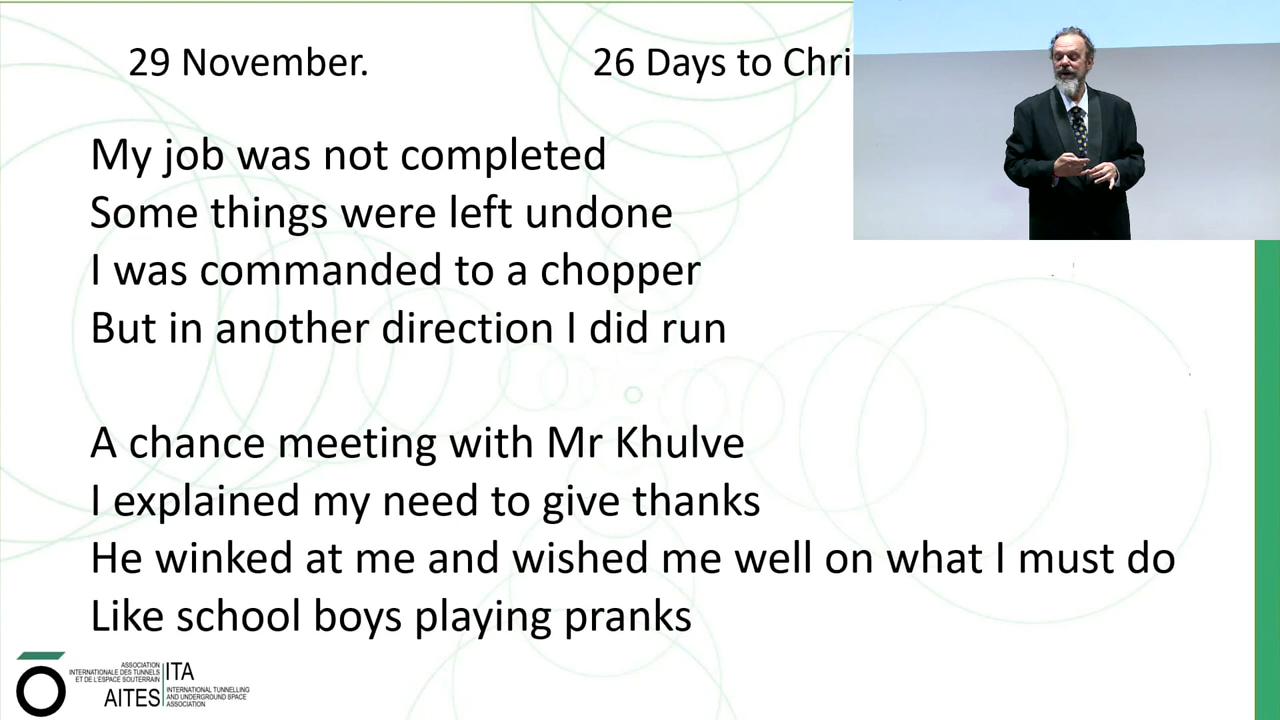 29 November.
26 Days to Chri
My job was not completed
Some things were left undone
I was commanded to a chopper
But in another direction I did run
A chance meeting with Mr Khulve
I explained my need to give thanks
He winked at me and wished me well on what I must do
Like school boys playing pranks
ASSOCIATION
INTERNATIONALE DES TUNNELS
ET DE L'ESPACE SOUTERRAIN
AITES
ITA
INTERNATIONAL TUNNELLING
AND UNDERGROUND SPACE
ASSOCIATION